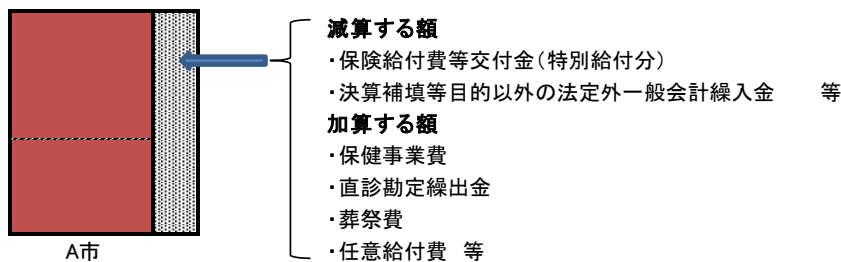 減算する額
・保険給付費等交付金（特別給付分）
・決算補填等目的以外の法定外一般会計繰入金　　等
加算する額
・保健事業費
・直診勘定繰出金
・葬祭費
・任意給付費　等
A市